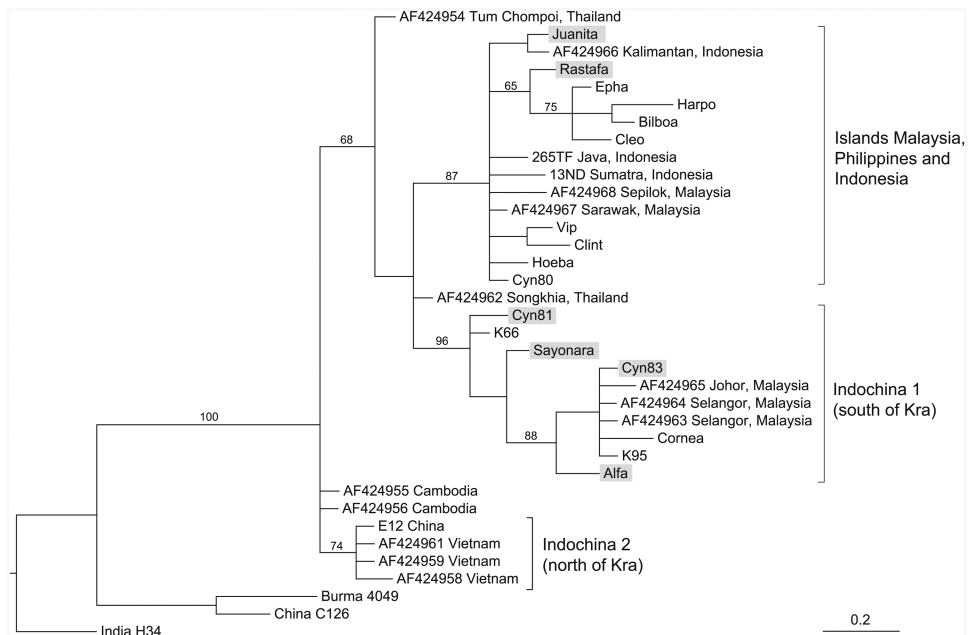 AF424954 Tum Chompoi, Thailand
Juanita
AF424966 Kalimantan, Indonesia
Rastafa
65
Epha
75
Harpo
Bilboa
Cleo
Islands Malaysia,
Philippines and
Indonesia
68
265TF Java, Indonesia
87
13ND Sumatra, Indonesia
AF424968 Sepilok, Malaysia
AF424967 Sarawak, Malaysia
Vip
Clint
Hoeba
Cyn80
AF424962 Songkhia, Thailand
Cyn81
K66
96
Sayonara
Cyn83
AF424965 Johor, Malaysia
AF424964 Selangor, Malaysia
AF424963 Selangor, Malaysia
Indochina 1
(south of Kra)
100
88
Cornea
K95
Alfa
AF424955 Cambodia
AF424956 Cambodia
E12 China
74
AF424961 Vietnam
AF424959 Vietnam
AF424958 Vietnam
Indochina 2
(north of Kra)
Burma 4049
China C126
India H34
0.2